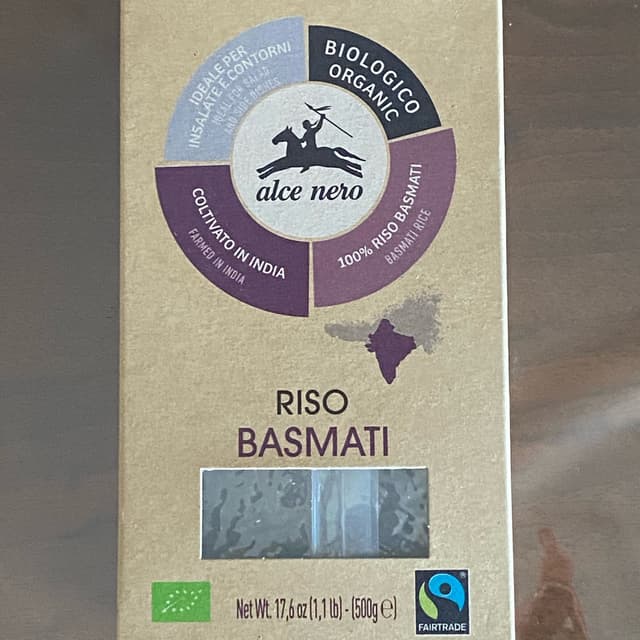 IDEALE PER
INSALATE E CONTORNI
IDEAL FOR SALAD
AND SIDE DISHES
BIOLOGICO
ORGANIC
alce nero
COLTIVATO IN INDIA
FARMED IN INDIA
100% RISO BASMATI
BASMATI RICE
RISO
BASMATI
Net Wt. 17,6 oz (1,1 lb) - (500g ℮)
FAIRTRADE